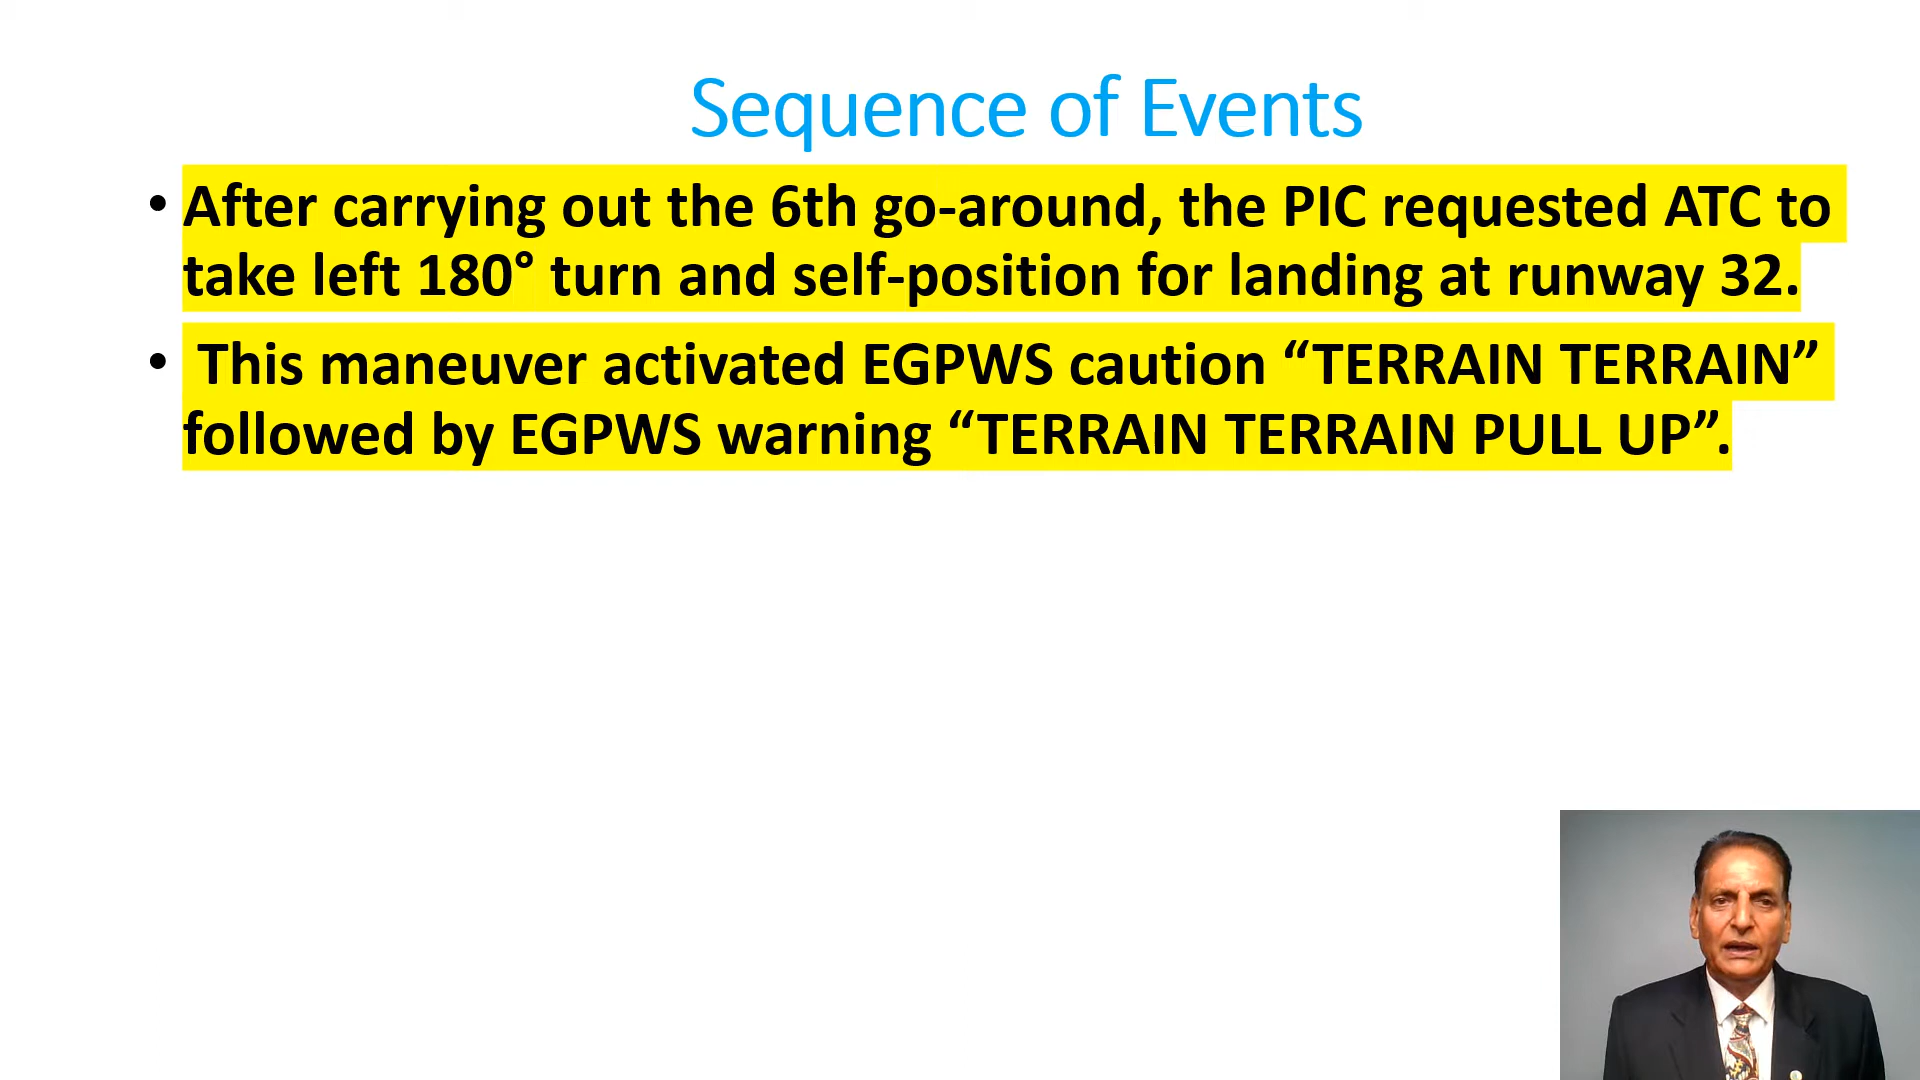 Sequence of Events
• After carrying out the 6th go-around, the PIC requested ATC to
take left 180° turn and self-position for landing at runway 32.
• This maneuver activated EGPWS caution “TERRAIN TERRAIN”
followed by EGPWS warning “TERRAIN TERRAIN PULL UP”.